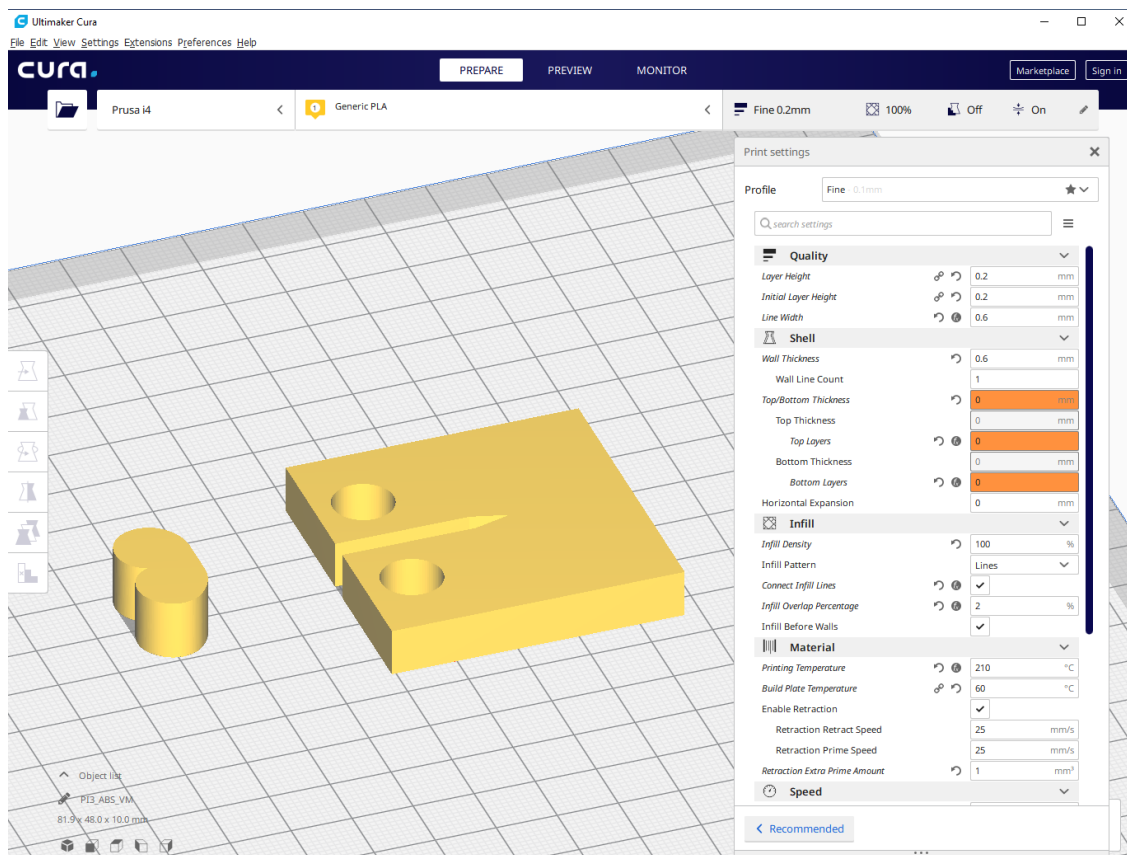 Ultimaker Cura
File Edit View Settings Extensions Preferences Help
cura.
PREPARE PREVIEW MONITOR
Marketplace Sign in
Prusa i4
1 Generic PLA
Fine 0.2mm 100% Off On
Print settings
Profile Fine - 0.1mm
search settings
Quality
Layer Height 0.2 mm
Initial Layer Height 0.2 mm
Line Width 0.6 mm
Shell
Wall Thickness 0.6 mm
Wall Line Count 1
Top/Bottom Thickness 0 mm
Top Thickness 0 mm
Top Layers 0
Bottom Thickness 0 mm
Bottom Layers 0
Horizontal Expansion 0 mm
Infill
Infill Density 100 %
Infill Pattern Lines
Connect Infill Lines
Infill Overlap Percentage 2 %
Infill Before Walls
Material
Printing Temperature 210 °C
Build Plate Temperature 60 °C
Enable Retraction
Retraction Retract Speed 25 mm/s
Retraction Prime Speed 25 mm/s
Retraction Extra Prime Amount 1 mm³
Speed
Recommended
Object list
PI3_ABS_VM
81.9 x 48.0 x 10.0 mm